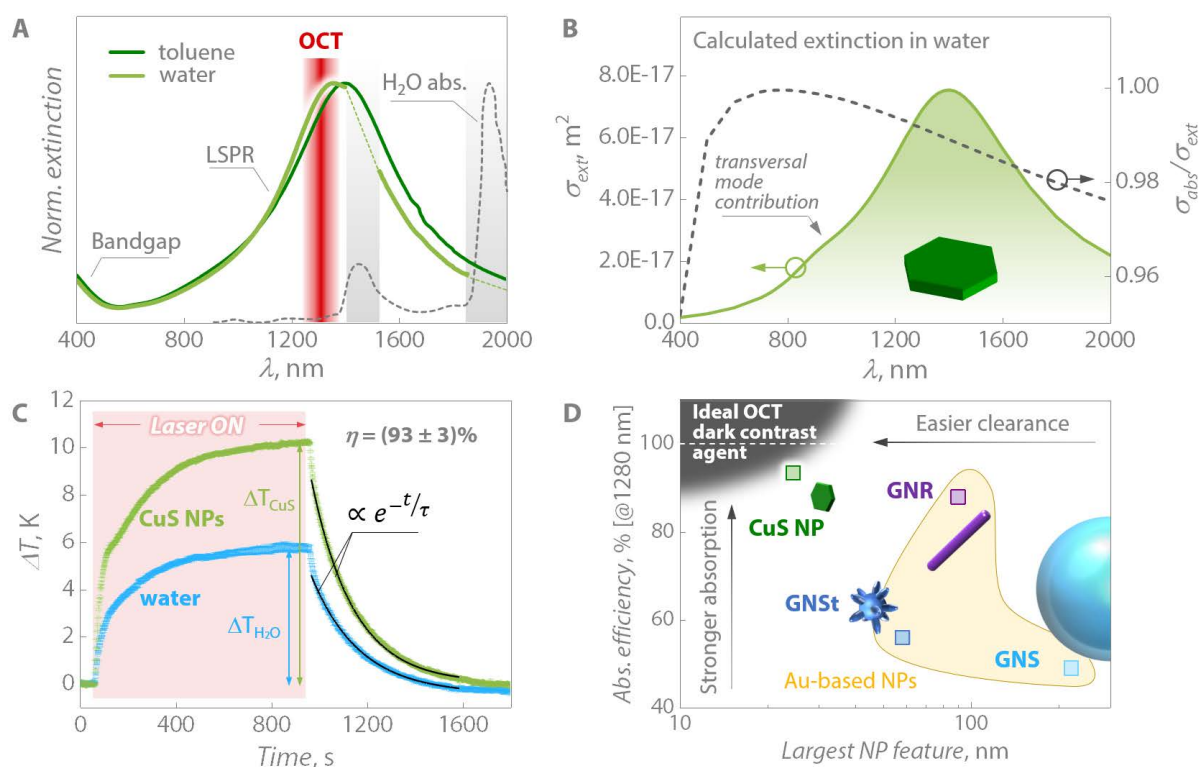 A
toluene
water
OCT
H₂O abs.
LSPR
Bandgap
Norm. extinction
400
800
1200
1600
2000
λ, nm
B
Calculated extinction in water
8.0E-17
6.0E-17
4.0E-17
2.0E-17
0.0
σext, m²
transversal
mode
contribution
1.00
0.98
0.96
σabs/σext
400
800
1200
1600
2000
λ, nm
C
Laser ON
η = (93 ± 3)%
ΔT_CuS
CuS NPs
∝ e^−t/τ
water
ΔT_H₂O
12
10
8
6
4
2
0
ΔT, K
0
400
800
1200
1600
Time, s
D
Ideal OCT
dark contrast
agent
Easier clearance
GNR
CuS NP
Stronger absorption
GNSt
GNS
Au-based NPs
100
80
60
40
Abs. efficiency, % [@1280 nm]
10
100
Largest NP feature, nm